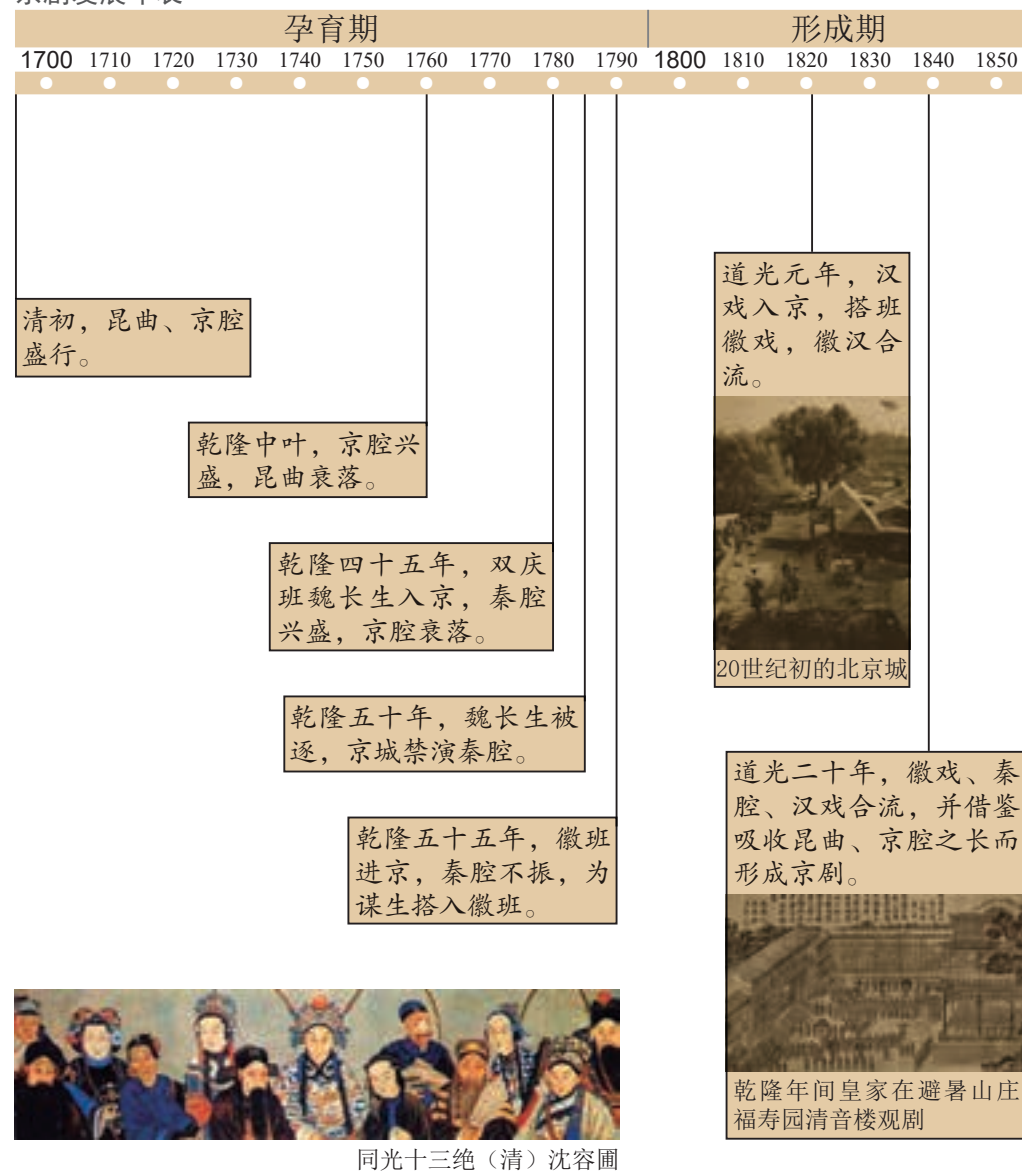 孕育期 形成期
1700 1710 1720 1730 1740 1750 1760 1770 1780 1790 1800 1810 1820 1830 1840 1850
清初，昆曲、京腔
盛行。
乾隆中叶，京腔兴
盛，昆曲衰落。
乾隆四十五年，双庆
班魏长生入京，秦腔
兴盛，京腔衰落。
乾隆五十年，魏长生被
逐，京城禁演秦腔。
乾隆五十五年，徽班
进京，秦腔不振，为
谋生搭入徽班。
道光元年，汉
戏入京，搭班
徽戏，徽汉合
流。
20世纪初的北京城
道光二十年，徽戏、秦
腔、汉戏合流，并借鉴
吸收昆曲、京腔之长而
形成京剧。
乾隆年间皇家在避暑山庄
福寿园清音楼观剧
同光十三绝（清）沈容圃